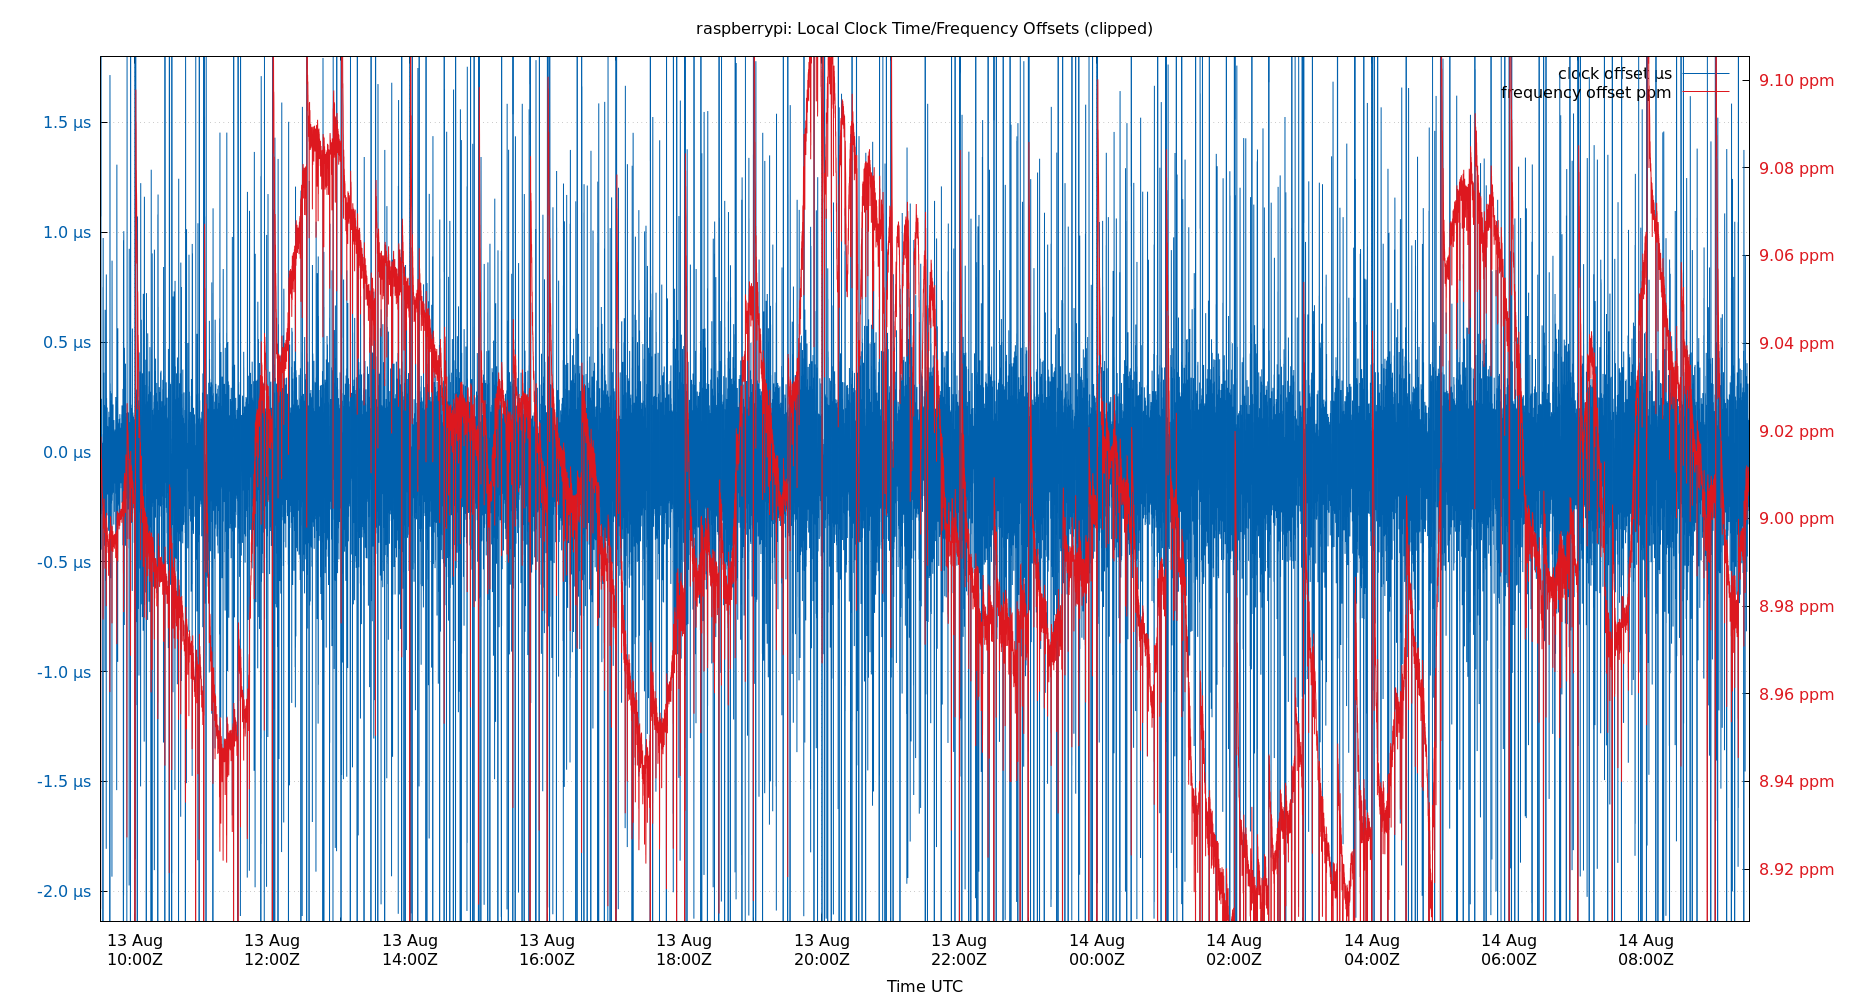 raspberrypi: Local Clock Time/Frequency Offsets (clipped)
clock offset µs
frequency offset ppm
1.5 µs
1.0 µs
0.5 µs
0.0 µs
-0.5 µs
-1.0 µs
-1.5 µs
-2.0 µs
9.10 ppm
9.08 ppm
9.06 ppm
9.04 ppm
9.02 ppm
9.00 ppm
8.98 ppm
8.96 ppm
8.94 ppm
8.92 ppm
13 Aug
10:00Z
13 Aug
12:00Z
13 Aug
14:00Z
13 Aug
16:00Z
13 Aug
18:00Z
13 Aug
20:00Z
13 Aug
22:00Z
14 Aug
00:00Z
14 Aug
02:00Z
14 Aug
04:00Z
14 Aug
06:00Z
14 Aug
08:00Z
Time UTC